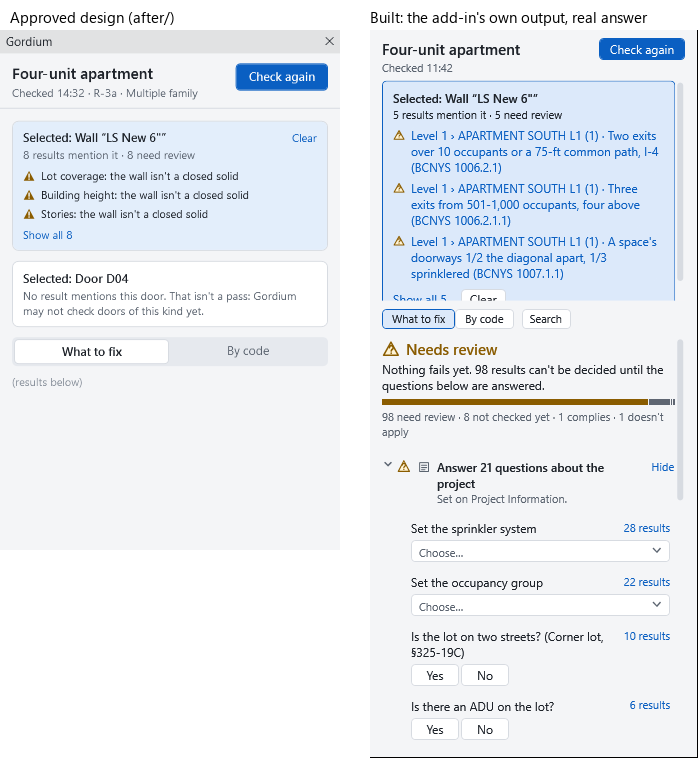 Approved design (after/)
Gordium
Four-unit apartment
Check again
Checked 14:32 · R-3a · Multiple family
Selected: Wall “LS New 6"”
Clear
8 results mention it · 8 need review
Lot coverage: the wall isn't a closed solid
Building height: the wall isn't a closed solid
Stories: the wall isn't a closed solid
Show all 8
Selected: Door D04
No result mentions this door. That isn't a pass: Gordium
may not check doors of this kind yet.
What to fix
By code
(results below)
Built: the add-in's own output, real answer
Four-unit apartment
Check again
Checked 11:42
Selected: Wall “LS New 6"”
5 results mention it · 5 need review
Level 1 › APARTMENT SOUTH L1 (1) · Two exits
over 10 occupants or a 75-ft common path, I-4
(BCNYS 1006.2.1)
Level 1 › APARTMENT SOUTH L1 (1) · Three
exits from 501-1,000 occupants, four above
(BCNYS 1006.2.1.1)
Level 1 › APARTMENT SOUTH L1 (1) · A space's
doorways 1/2 the diagonal apart, 1/3
sprinklered (BCNYS 1007.1.1)
Show all 5
Clear
What to fix
By code
Search
Needs review
Nothing fails yet. 98 results can't be decided until the
questions below are answered.
98 need review · 8 not checked yet · 1 complies · 1 doesn't
apply
Answer 21 questions about the
project
Hide
Set on Project Information.
Set the sprinkler system
28 results
Choose...
Set the occupancy group
22 results
Choose...
Is the lot on two streets? (Corner lot,
§325-19C)
10 results
Yes
No
Is there an ADU on the lot?
6 results
Yes
No